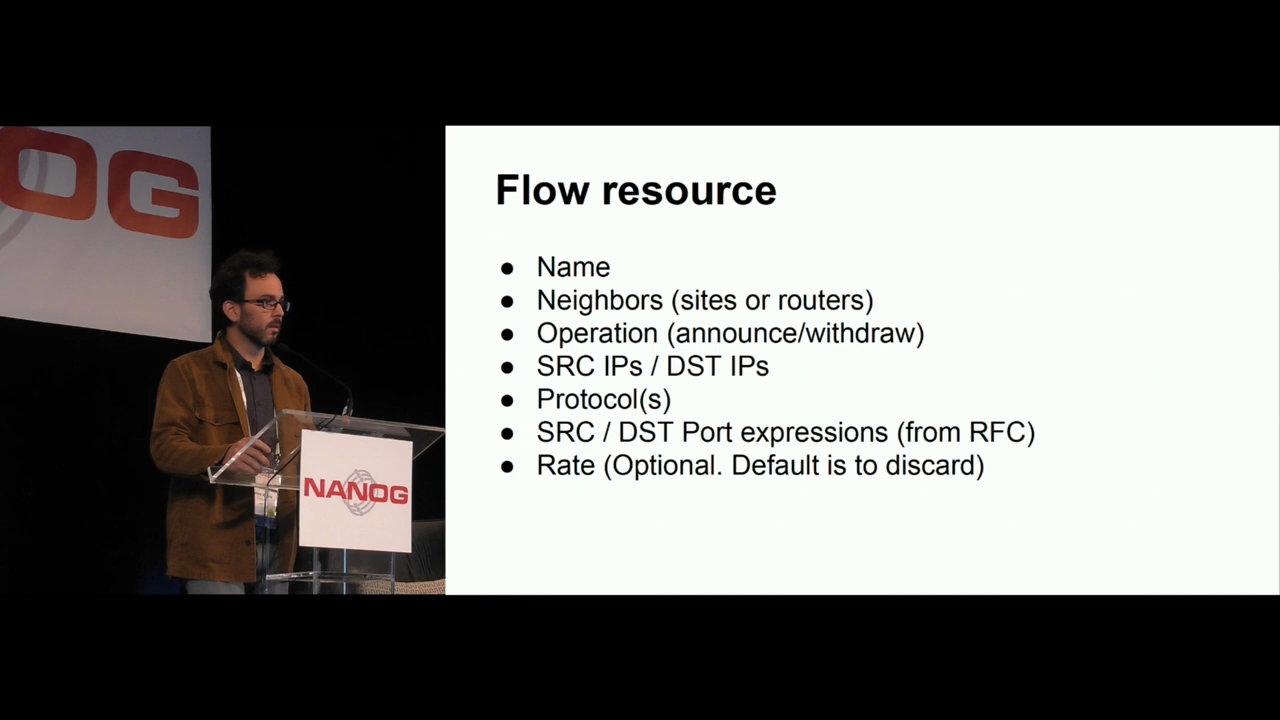 OG
NANOG
Flow resource
● Name
● Neighbors (sites or routers)
● Operation (announce/withdraw)
● SRC IPs / DST IPs
● Protocol(s)
● SRC / DST Port expressions (from RFC)
● Rate (Optional. Default is to discard)